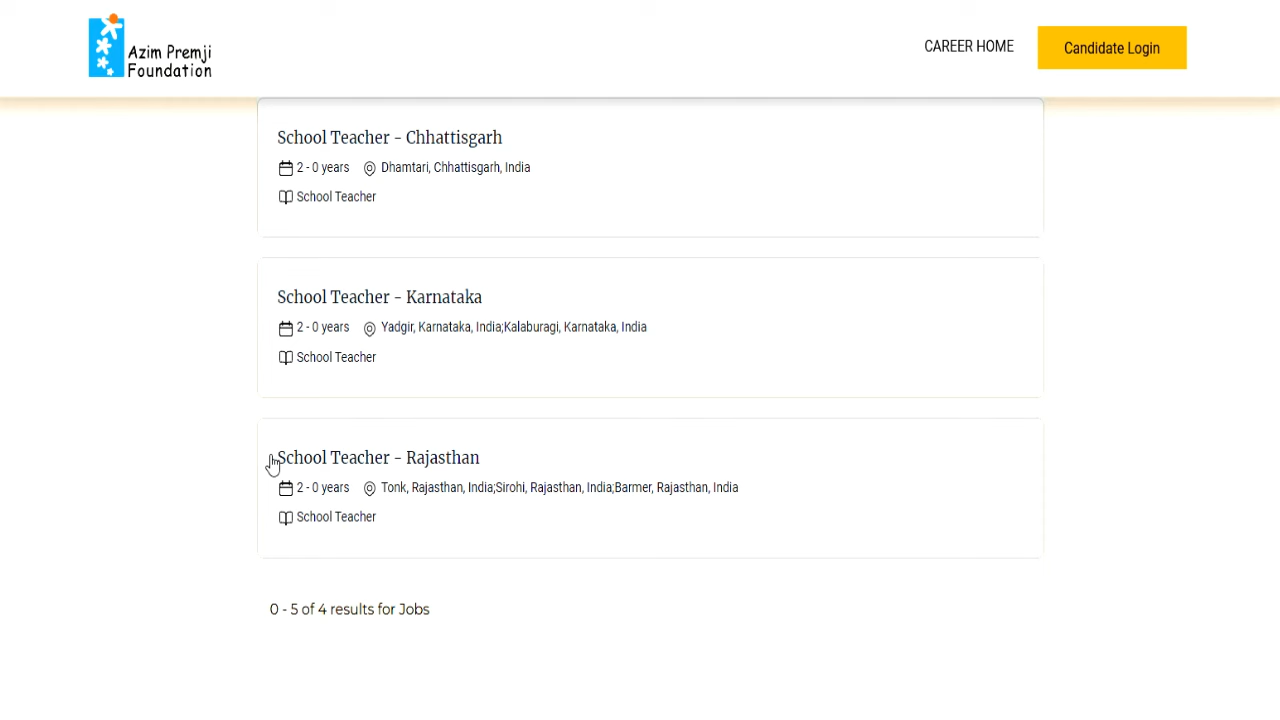 Azim Premji
Foundation
CAREER HOME
Candidate Login
School Teacher - Chhattisgarh
2 - 0 years Dhamtari, Chhattisgarh, India
School Teacher
School Teacher - Karnataka
2 - 0 years Yadgir, Karnataka, India;Kalaburagi, Karnataka, India
School Teacher
School Teacher - Rajasthan
2 - 0 years Tonk, Rajasthan, India;Sirohi, Rajasthan, India;Barmer, Rajasthan, India
School Teacher
0 - 5 of 4 results for Jobs